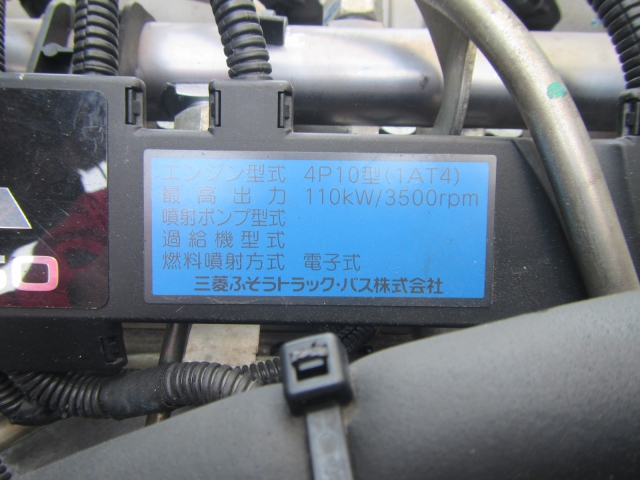 エンジン型式 4P10型(1AT4)
最高出力 110kW/3500rpm
噴射ポンプ型式
過給機型式
燃料噴射方式 電子式
三菱ふそうトラック・バス株式会社
50